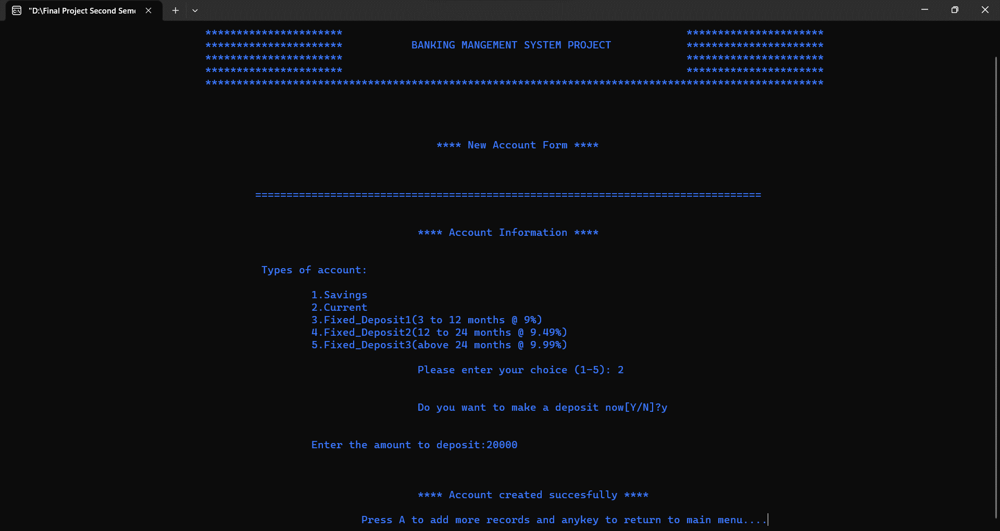 "D:\Final Project Second Seme
**********************                                                       **********************
**********************           BANKING MANGEMENT SYSTEM PROJECT            **********************
**********************                                                       **********************
**********************                                                       **********************
***************************************************************************************************
**** New Account Form ****
=================================================================================
**** Account Information ****
Types of account:
1.Savings
2.Current
3.Fixed_Deposit1(3 to 12 months @ 9%)
4.Fixed_Deposit2(12 to 24 months @ 9.49%)
5.Fixed_Deposit3(above 24 months @ 9.99%)
Please enter your choice (1-5): 2
Do you want to make a deposit now[Y/N]?y
Enter the amount to deposit:20000
**** Account created succesfully ****
Press A to add more records and anykey to return to main menu....